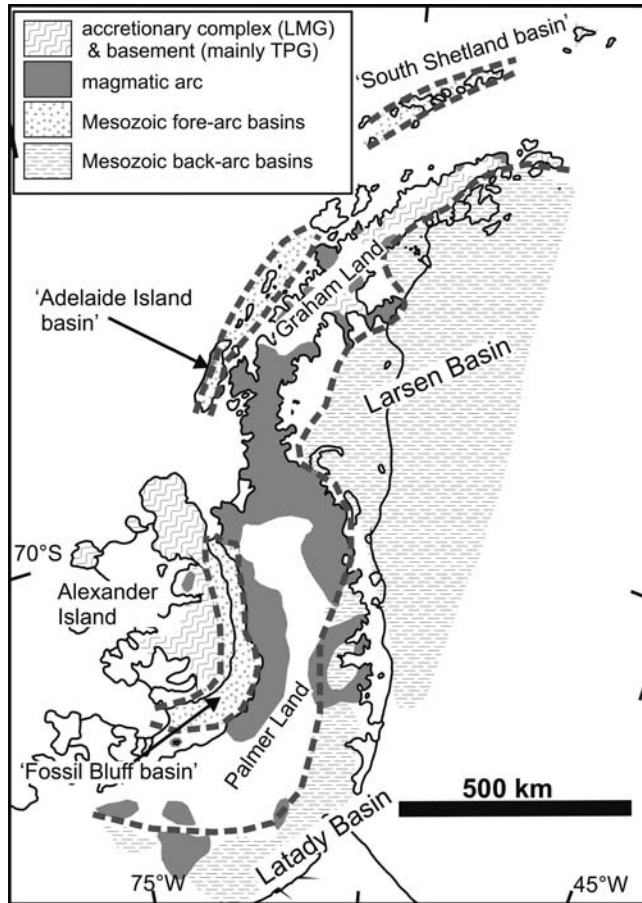 accretionary complex (LMG)
& basement (mainly TPG)
magmatic arc
Mesozoic fore-arc basins
Mesozoic back-arc basins
'South Shetland basin'
Graham Land
'Adelaide Island
basin'
Larsen Basin
70°S
Alexander
Island
Palmer Land
'Fossil Bluff basin'
500 km
Latady Basin
75°W
45°W